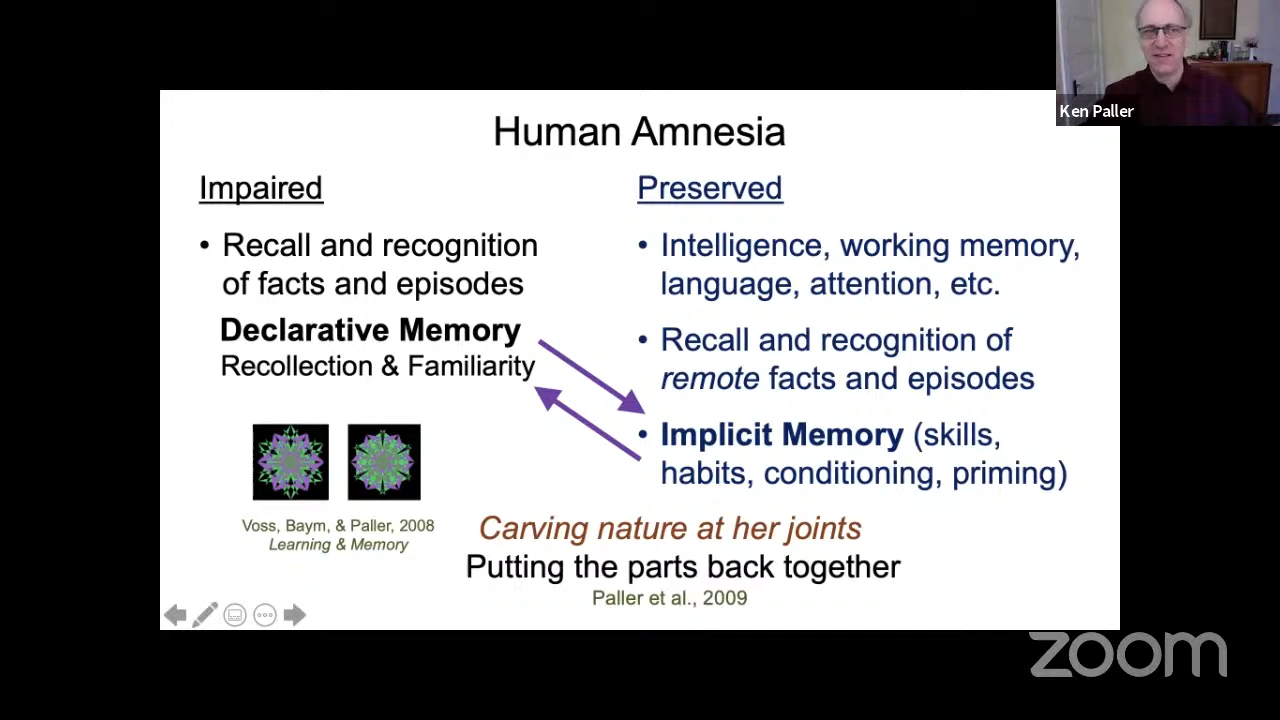 Ken Paller
Human Amnesia
Impaired
• Recall and recognition
of facts and episodes
Declarative Memory
Recollection & Familiarity
Voss, Baym, & Paller, 2008
Learning & Memory
Preserved
• Intelligence, working memory,
language, attention, etc.
• Recall and recognition of
remote facts and episodes
• Implicit Memory (skills,
habits, conditioning, priming)
Carving nature at her joints
Putting the parts back together
Paller et al., 2009
zoom